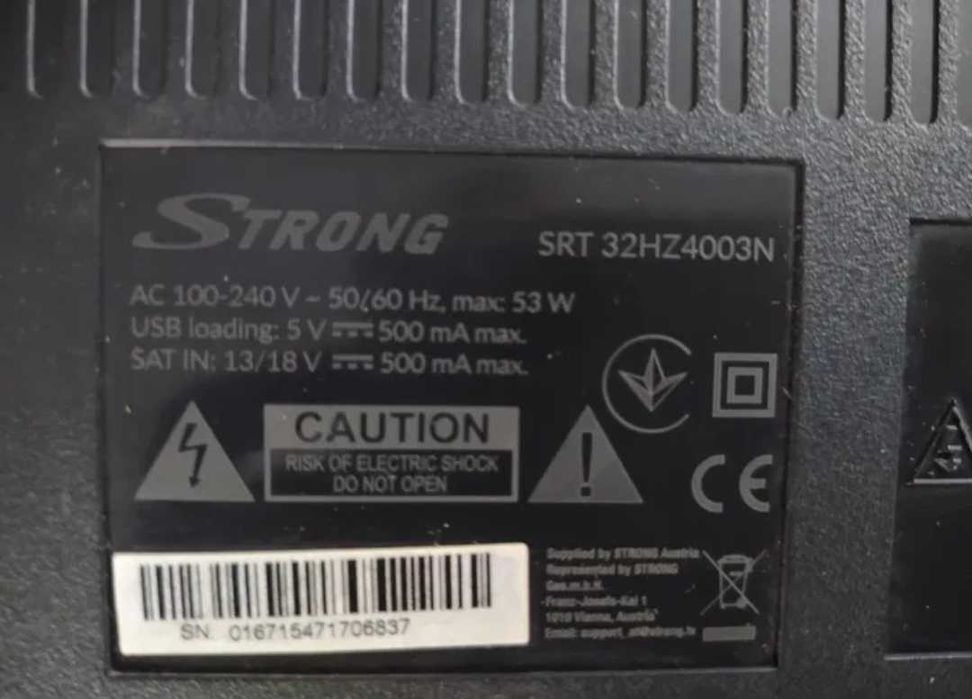 STRONG
SRT 32HZ4003N
AC 100-240 V ~ 50/60 Hz, max: 53 W
USB loading: 5 V ⎓ 500 mA max.
SAT IN: 13/18 V ⎓ 500 mA max.
CAUTION
RISK OF ELECTRIC SHOCK
DO NOT OPEN
CE
SN. 016715471706837
Supplied by STRONG Austria
Represented by STRONG
Ges.m.b.H.
Franz-Josefs-Kai 1
1010 Vienna, Austria
Email: